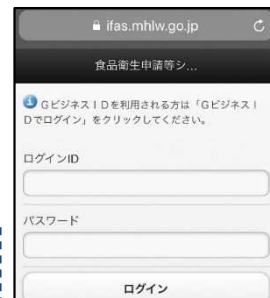 ifas.mhlw.go.jp
食品衛生申請等シ...
GビジネスIDを利用される方は「GビジネスI
Dでログイン」をクリックしてください。
ログインID
パスワード
ログイン